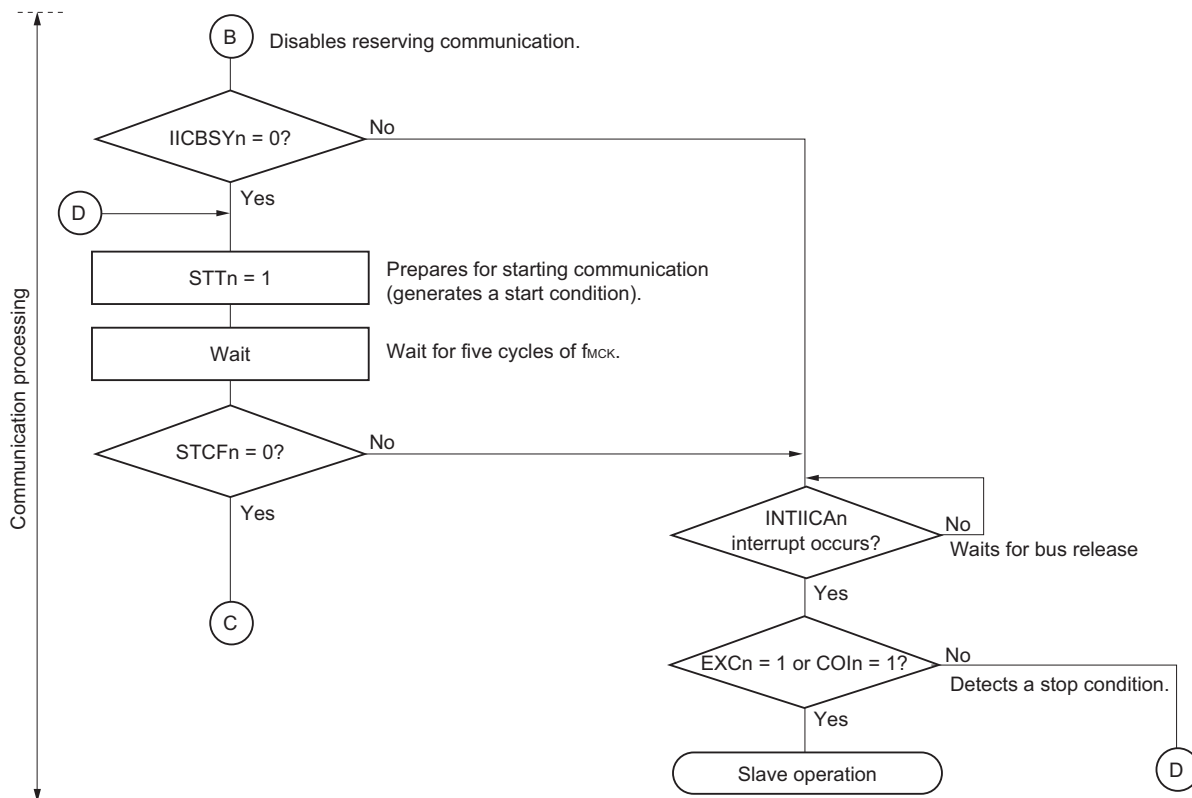 B
Disables reserving communication.
IICBSYn = 0?
No
Yes
D
STTn = 1
Prepares for starting communication
(generates a start condition).
Wait
Wait for five cycles of fMCK.
STCFn = 0?
No
Yes
C
INTIICAn
interrupt occurs?
No
Waits for bus release
Yes
EXCn = 1 or COIn = 1?
No
Detects a stop condition.
Yes
Slave operation
D
Communication processing